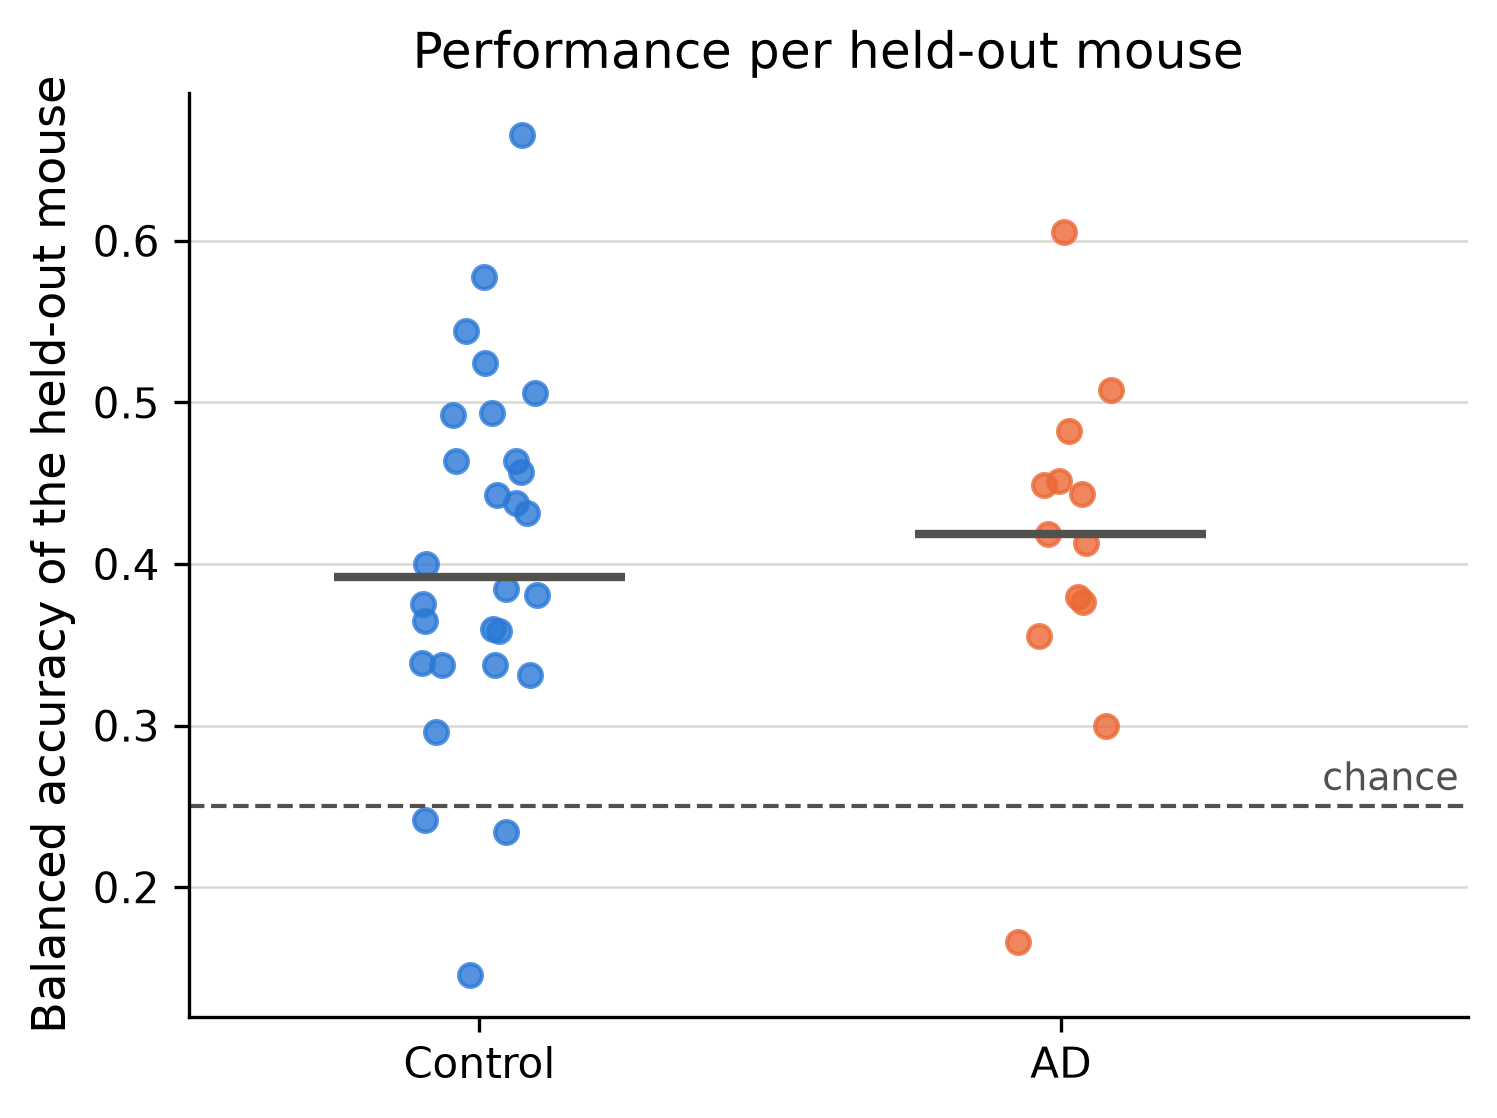 Performance per held-out mouse
Balanced accuracy of the held-out mouse
0.6
0.5
0.4
0.3
0.2
chance
Control
AD